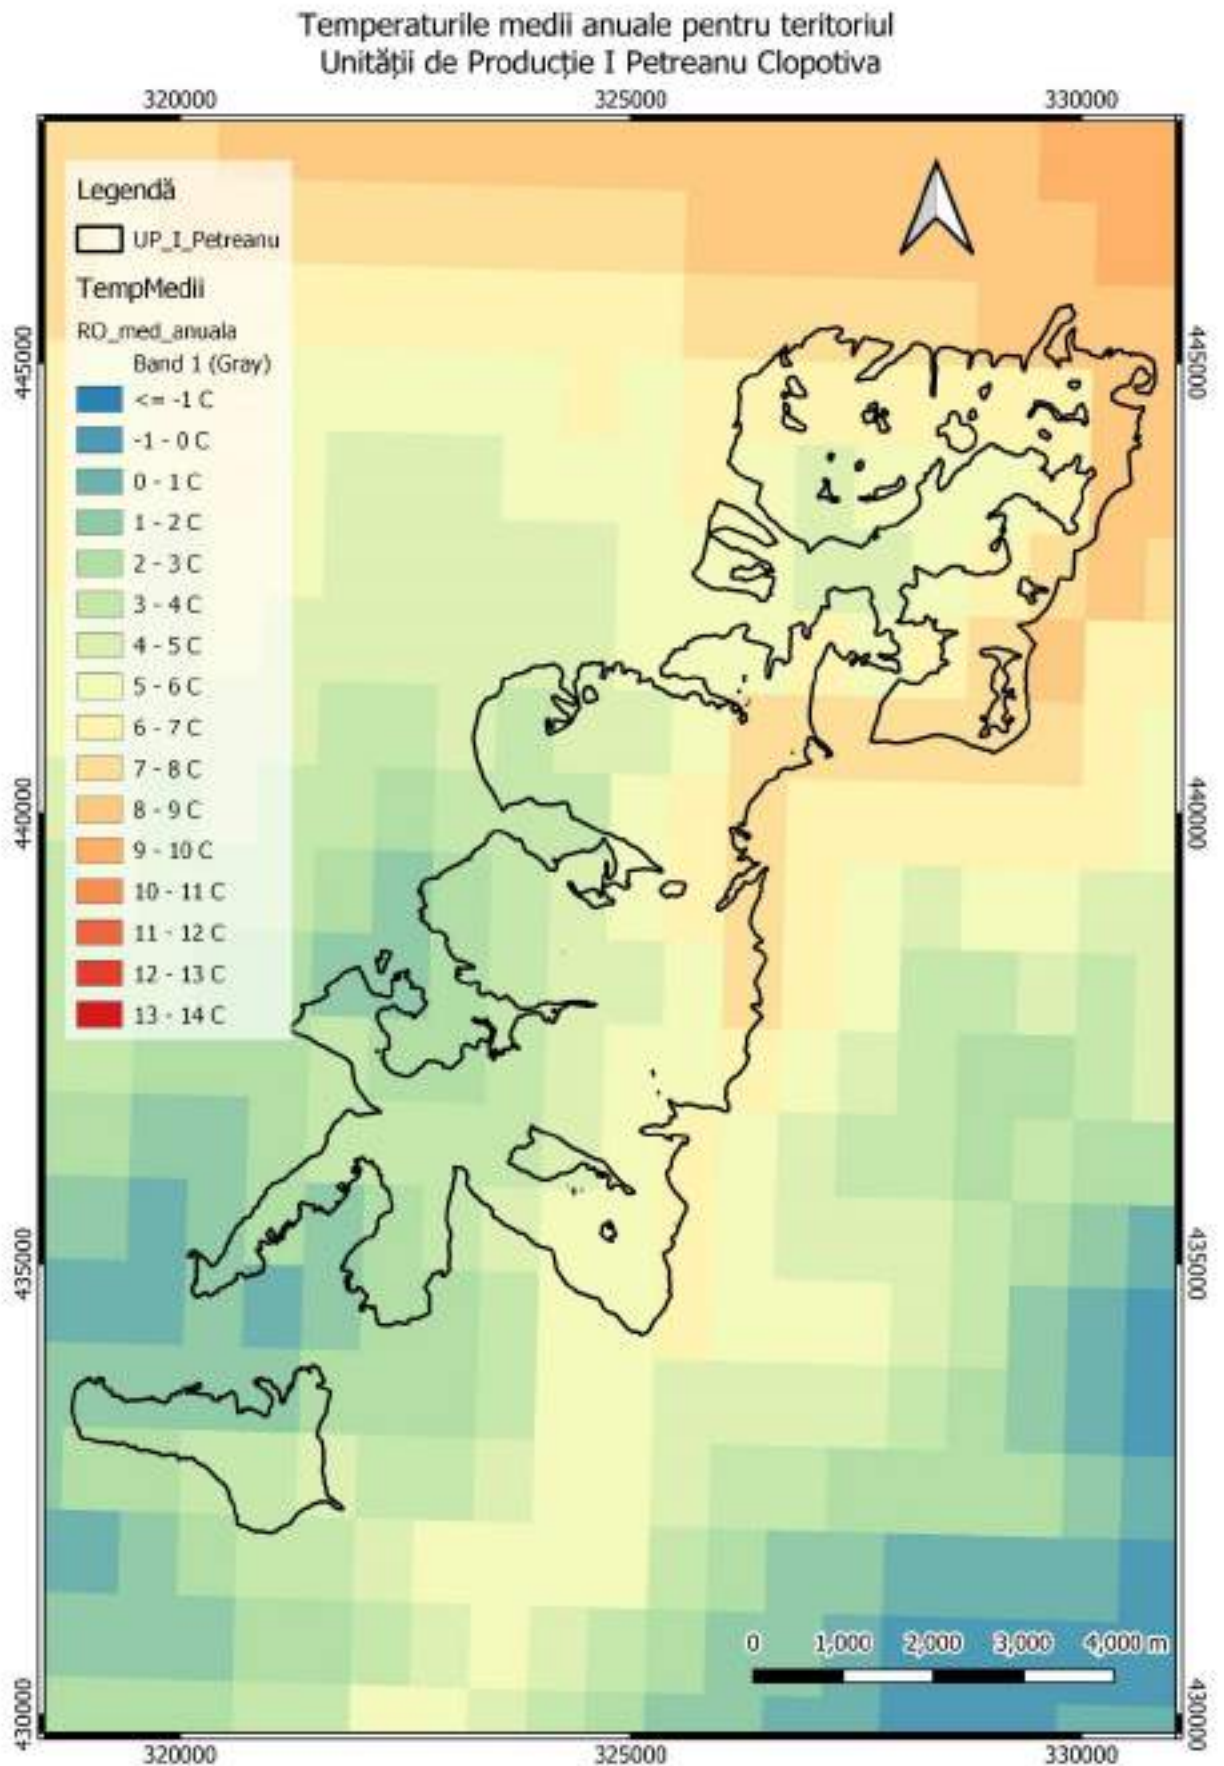 Temperaturile medii anuale pentru teritoriul
Unității de Producție I Petreanu Clopotiva
320000 325000 330000
Legendă
UP_I_Petreanu
TempMedii
RO_med_anuala
Band 1 (Gray)
<= -1 C
-1 - 0 C
0 - 1 C
1 - 2 C
2 - 3 C
3 - 4 C
4 - 5 C
5 - 6 C
6 - 7 C
7 - 8 C
8 - 9 C
9 - 10 C
10 - 11 C
11 - 12 C
12 - 13 C
13 - 14 C
445000
440000
435000
430000
445000
440000
435000
430000
0 1,000 2,000 3,000 4,000 m
320000 325000 330000